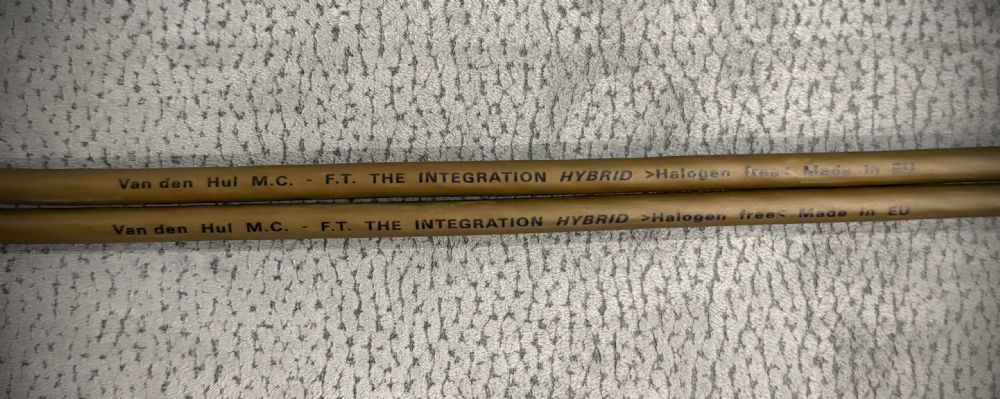 Van den Hul M.C. - F.T. THE INTEGRATION HYBRID >Halogen free< Made in EU
Van den Hul M.C. - F.T. THE INTEGRATION HYBRID >Halogen free< Made in EU